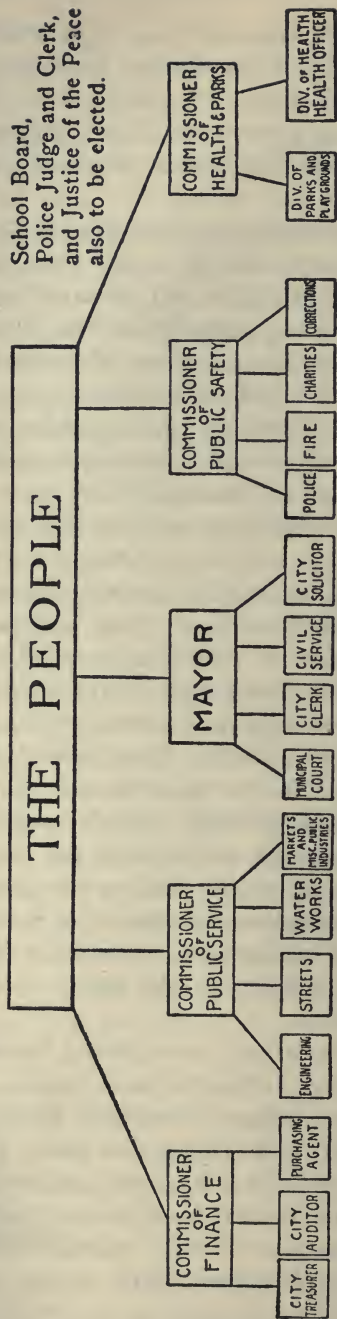 School Board,
Police Judge and Clerk,
and Justice of the Peace
also to be elected.
THE PEOPLE
COMMISSIONER
OF
FINANCE
CITY
TREASURER
CITY
AUDITOR
PURCHASING
AGENT
COMMISSIONER
OF
PUBLIC SERVICE
ENGINEERING
STREETS
WATER
WORKS
MARKETS
AND
MISC. PUBLIC
INDUSTRIES
MAYOR
MUNICIPAL
COURT
CITY
CLERK
CIVIL
SERVICE
CITY
SOLICITOR
COMMISSIONER
OF
PUBLIC SAFETY
POLICE
FIRE
CHARITIES
CORRECTIONS
COMMISSIONER
OF
HEALTH & PARKS
DIV. OF
PARKS AND
PLAY GROUNDS
DIV. OF HEALTH
HEALTH OFFICER